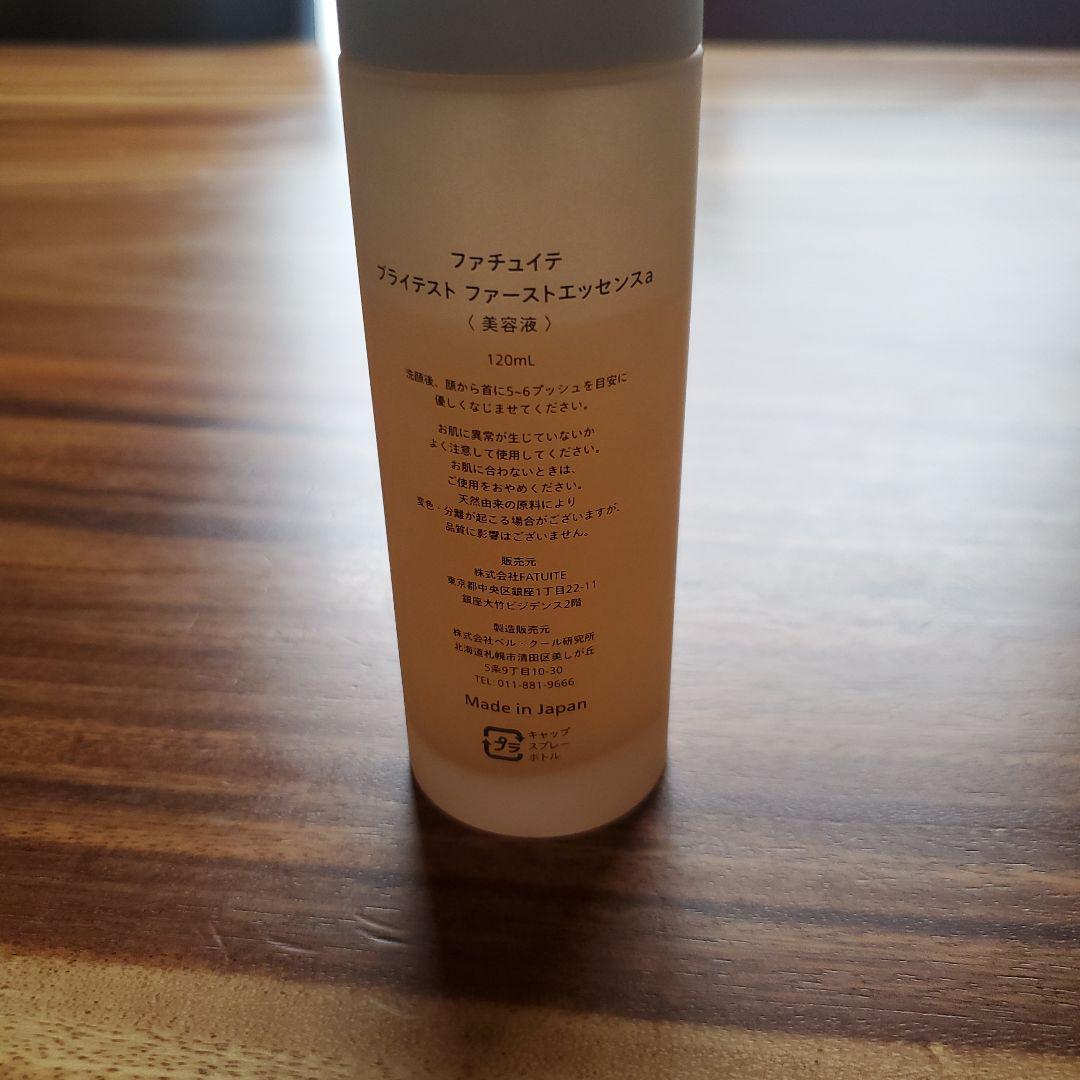 ファチュイテ
ブライテスト ファーストエッセンスa
〈 美容液 〉
120mL
洗顔後、顔から首に5~6プッシュを目安に
優しくなじませてください。
お肌に異常が生じていないか
よく注意して使用してください。
お肌に合わないときは、
ご使用をおやめください。
天然由来の原料により
変色・分離が起こる場合がございますが、
品質に影響はございません。
販売元
株式会社FATUITE
東京都中央区銀座1丁目22-11
銀座大竹ビジデンス2階
製造販売元
株式会社ベル・クール研究所
北海道札幌市清田区美しが丘
5条9丁目10-30
TEL: 011-881-9666
Made in Japan
プラ
キャップ
スプレー
ボトル